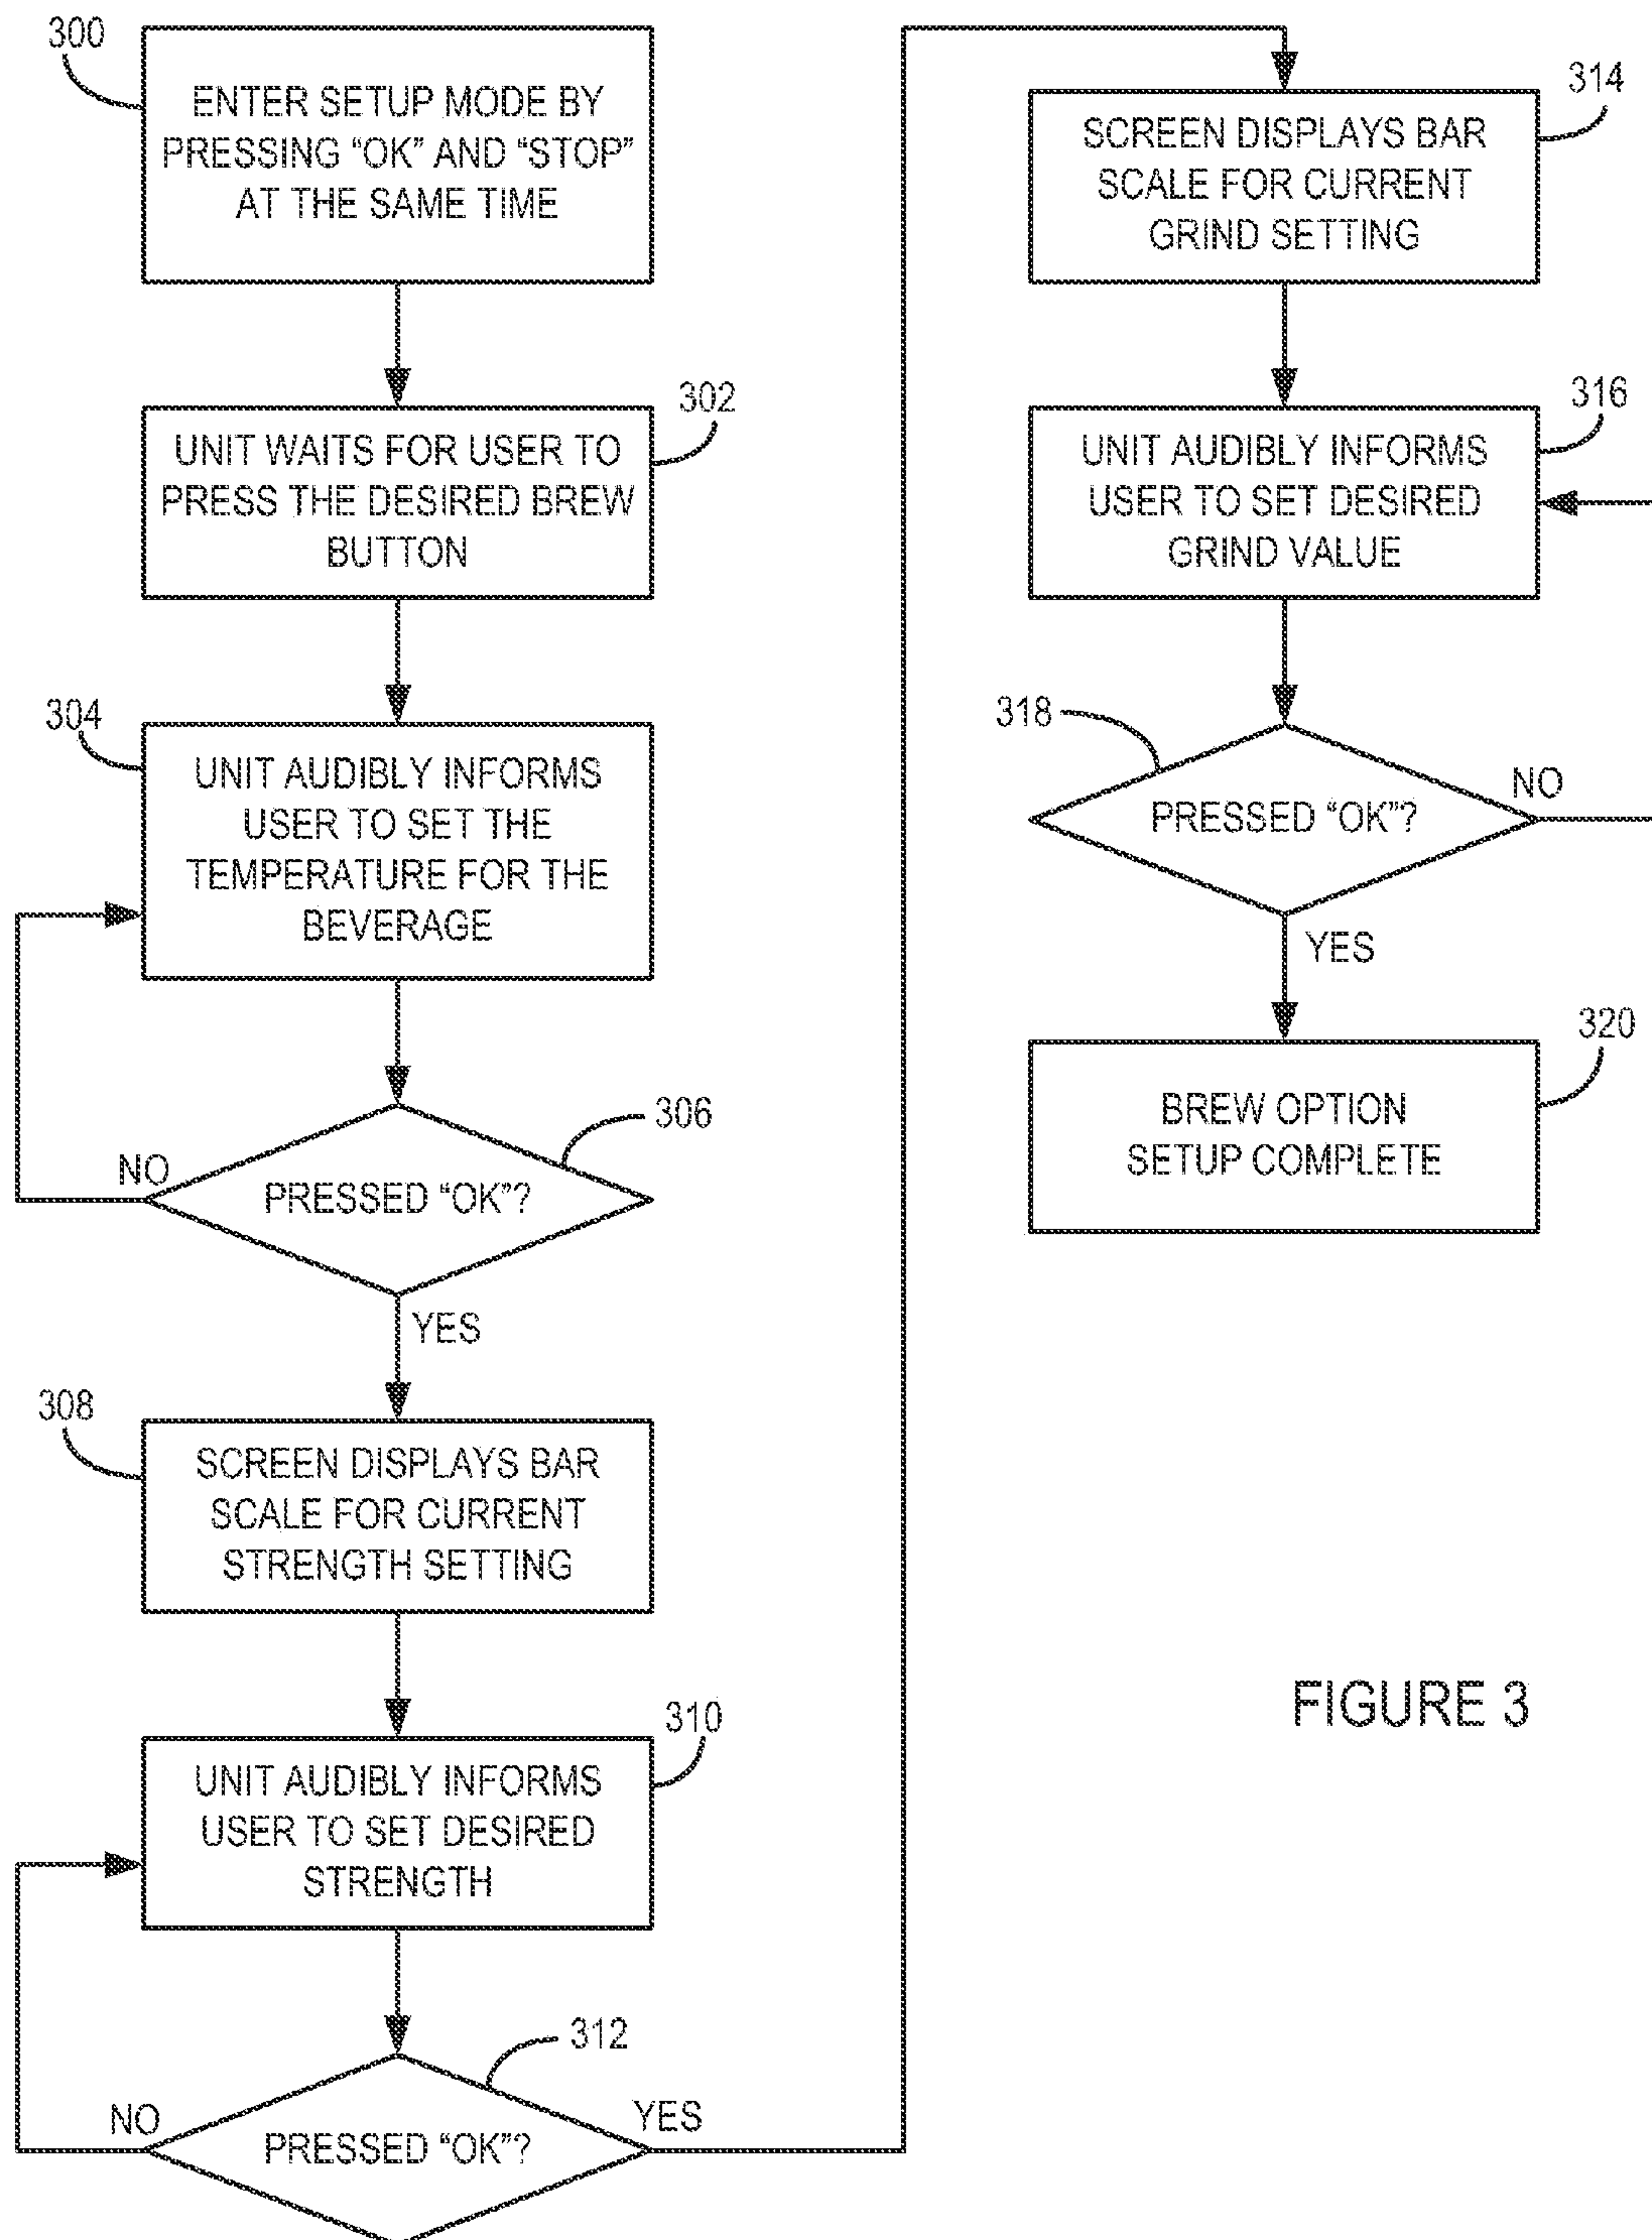 300
ENTER SETUP MODE BY
PRESSING “OK” AND “STOP”
AT THE SAME TIME
302
UNIT WAITS FOR USER TO
PRESS THE DESIRED BREW
BUTTON
304
UNIT AUDIBLY INFORMS
USER TO SET THE
TEMPERATURE FOR THE
BEVERAGE
306
NO
PRESSED “OK”?
YES
308
SCREEN DISPLAYS BAR
SCALE FOR CURRENT
STRENGTH SETTING
310
UNIT AUDIBLY INFORMS
USER TO SET DESIRED
STRENGTH
312
NO
YES
PRESSED “OK”?
314
SCREEN DISPLAYS BAR
SCALE FOR CURRENT
GRIND SETTING
316
UNIT AUDIBLY INFORMS
USER TO SET DESIRED
GRIND VALUE
318
NO
PRESSED “OK”?
YES
320
BREW OPTION
SETUP COMPLETE
FIGURE 3